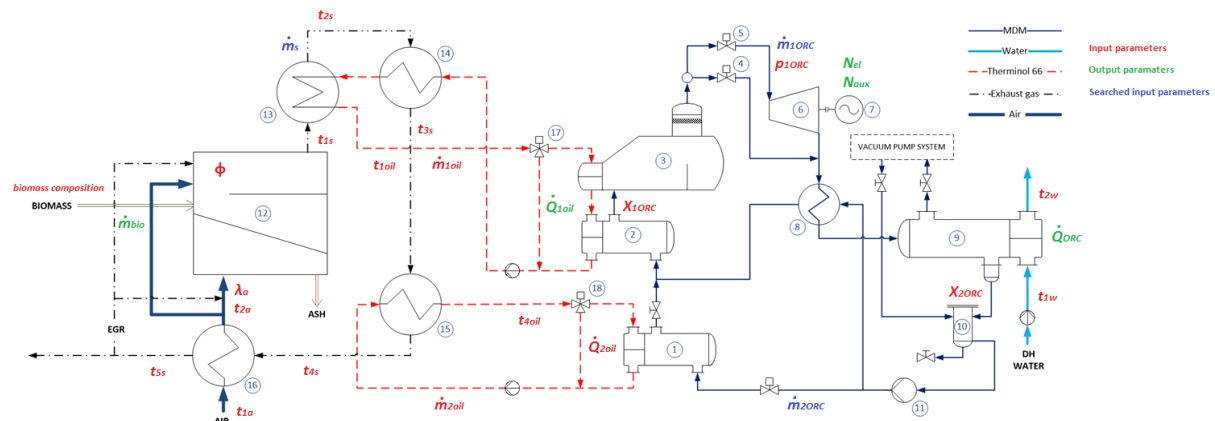 MDM
Water
Therminol 66
Exhaust gas
Air
Input parameters
Output paramaters
Searched input parameters
t2s
ṁs
14
13
t1s
t3s
t1oil
ṁ1oil
17
Q̇1oil
5
4
ṁ1ORC
p1ORC
Nel
Naux
6
7
3
VACUUM PUMP SYSTEM
biomass composition
BIOMASS
ṁbio
ϕ
12
X1ORC
2
8
9
t2w
Q̇ORC
t1w
λa
t2a
ASH
EGR
15
18
t4oil
Q̇2oil
1
X2ORC
10
DH
WATER
t5s
t4s
16
ṁ2oil
ṁ2ORC
11
t1a
AIR